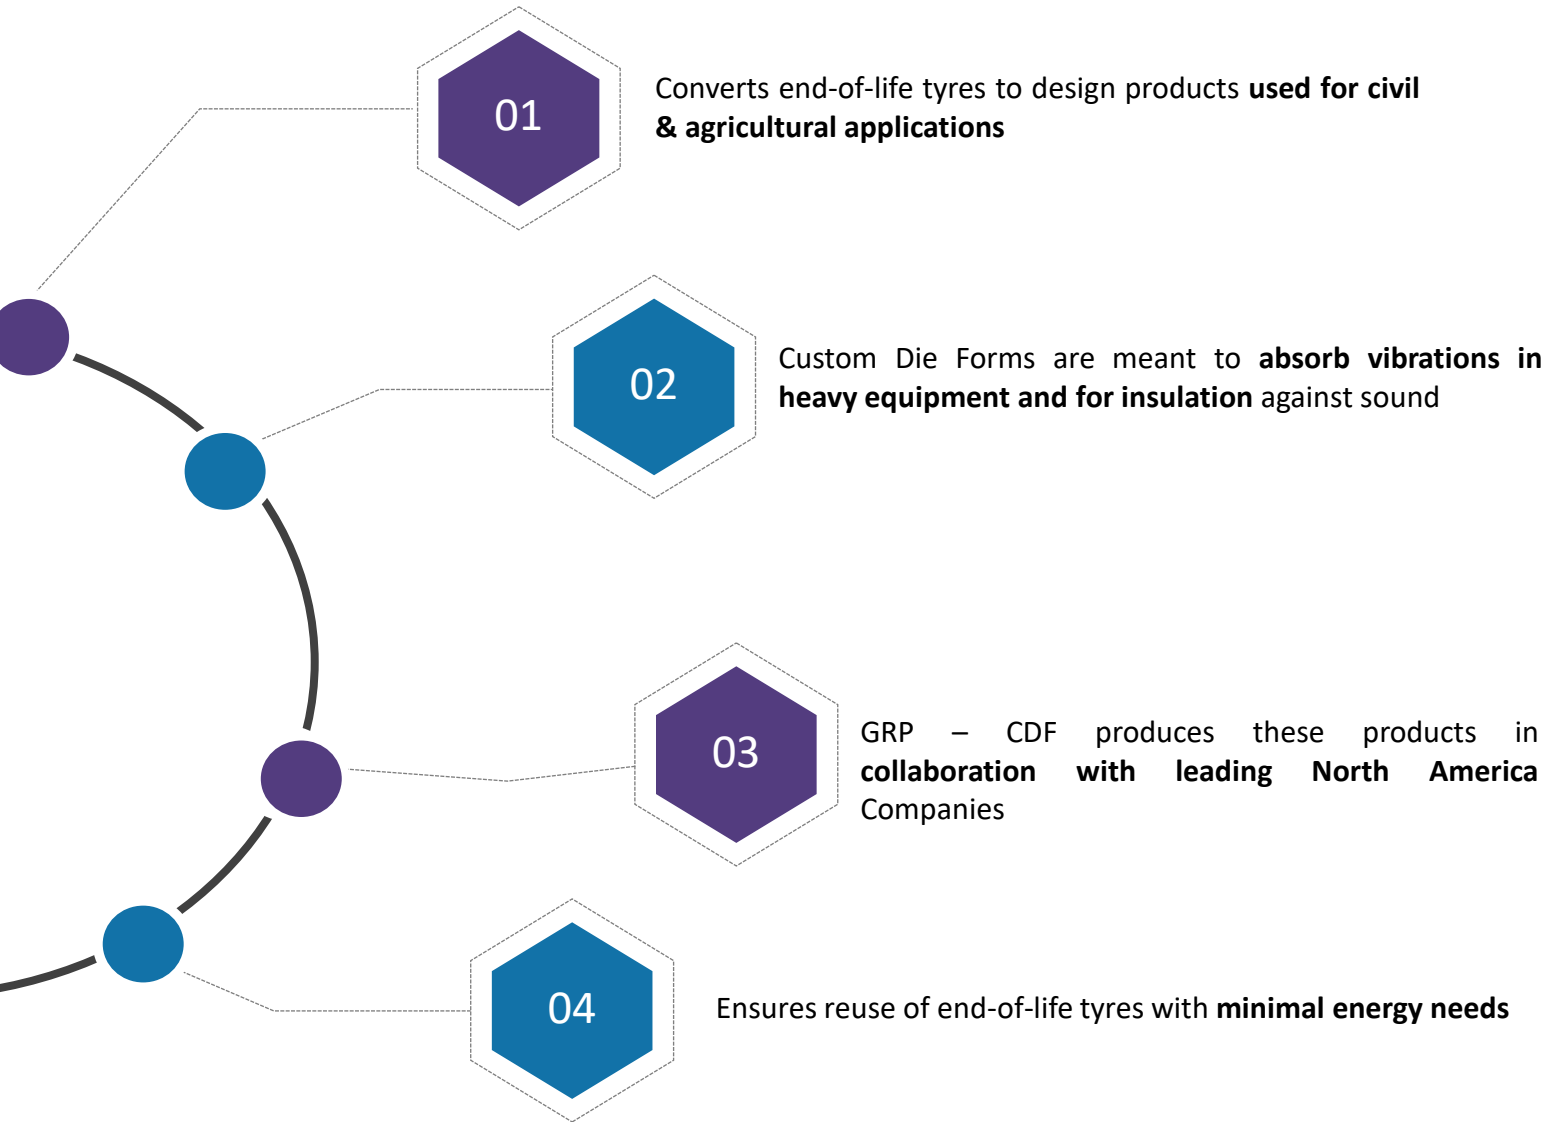 01
Converts end-of-life tyres to design products used for civil
& agricultural applications
02
Custom Die Forms are meant to absorb vibrations in
heavy equipment and for insulation against sound
03
GRP – CDF produces these products in
collaboration with leading North America
Companies
04
Ensures reuse of end-of-life tyres with minimal energy needs